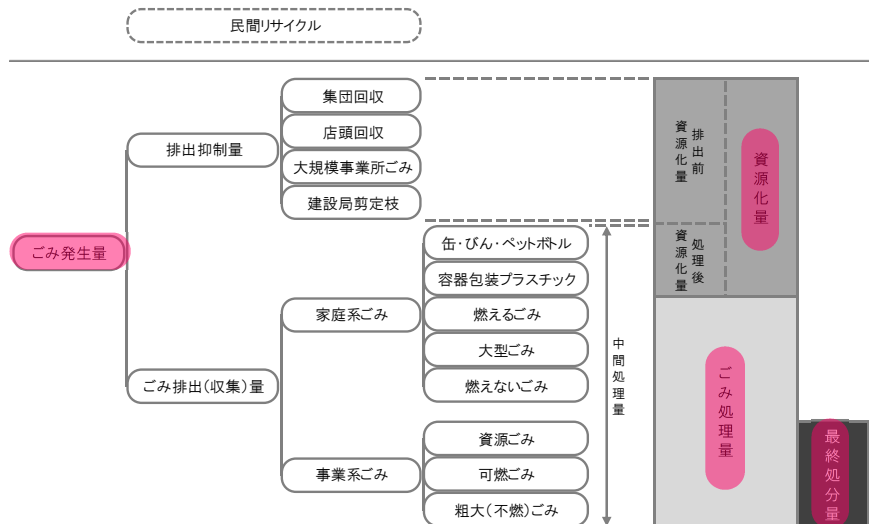 民間リサイクル
集団回収
店頭回収
大規模事業所ごみ
建設局剪定枝
排出抑制量
ごみ発生量
缶・びん・ペットボトル
容器包装プラスチック
燃えるごみ
大型ごみ
燃えないごみ
家庭系ごみ
ごみ排出(収集)量
資源ごみ
可燃ごみ
粗大(不燃)ごみ
事業系ごみ
中間処理量
排出前
資源化量
処理後
資源化量
資源化量
ごみ処理量
最終処分量